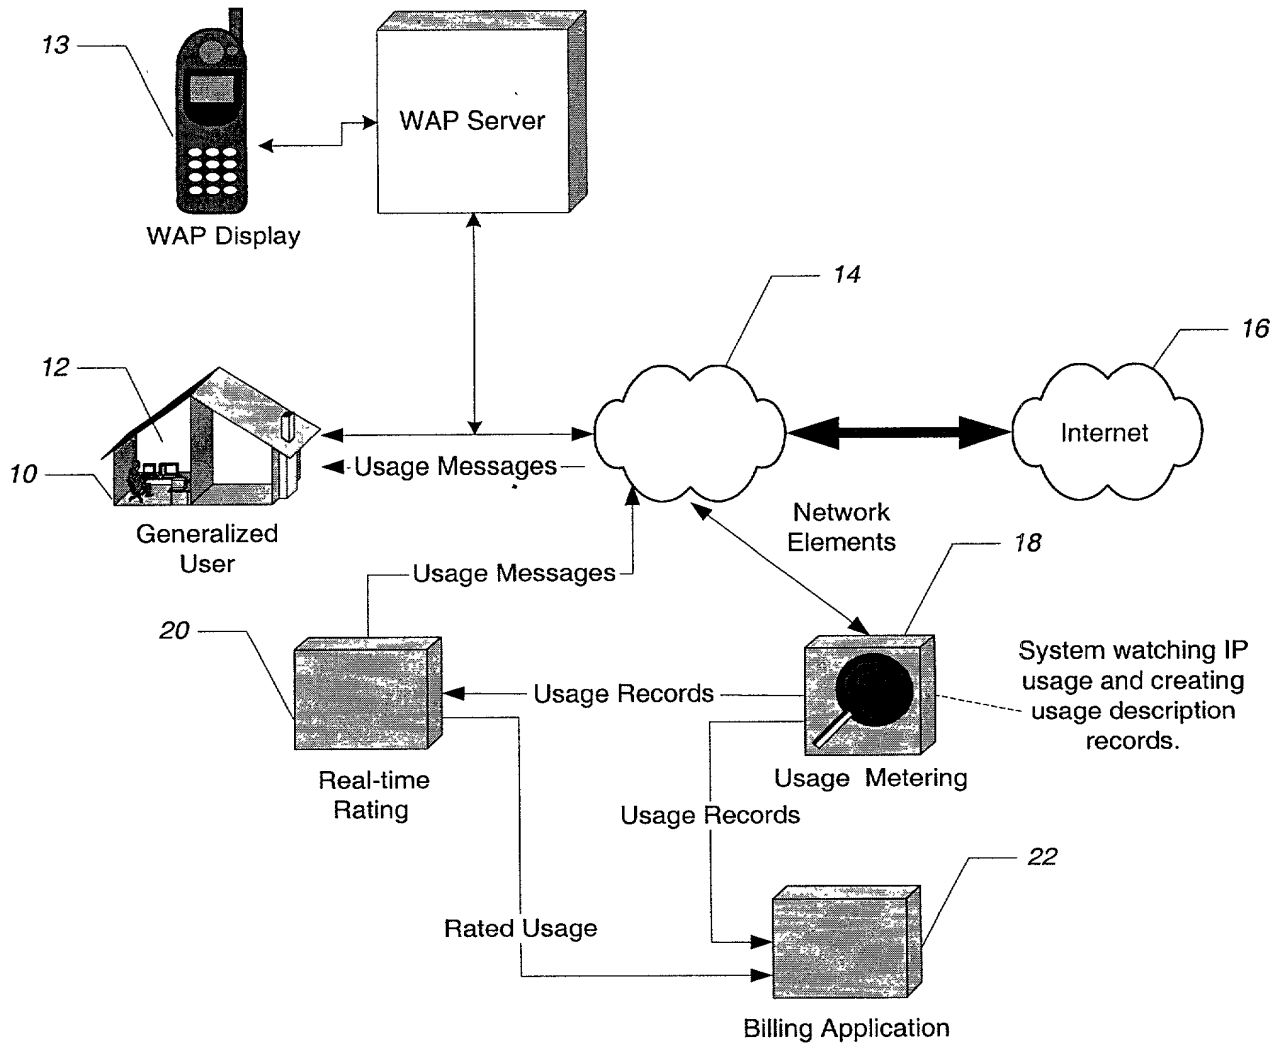 13
WAP Server
WAP Display
14
16
12
Internet
10
Usage Messages
Generalized
User
Network
Elements
18
Usage Messages
20
System watching IP
usage and creating
usage description
records.
Usage Records
Real-time
Rating
Usage Metering
Usage Records
22
Rated Usage
Billing Application